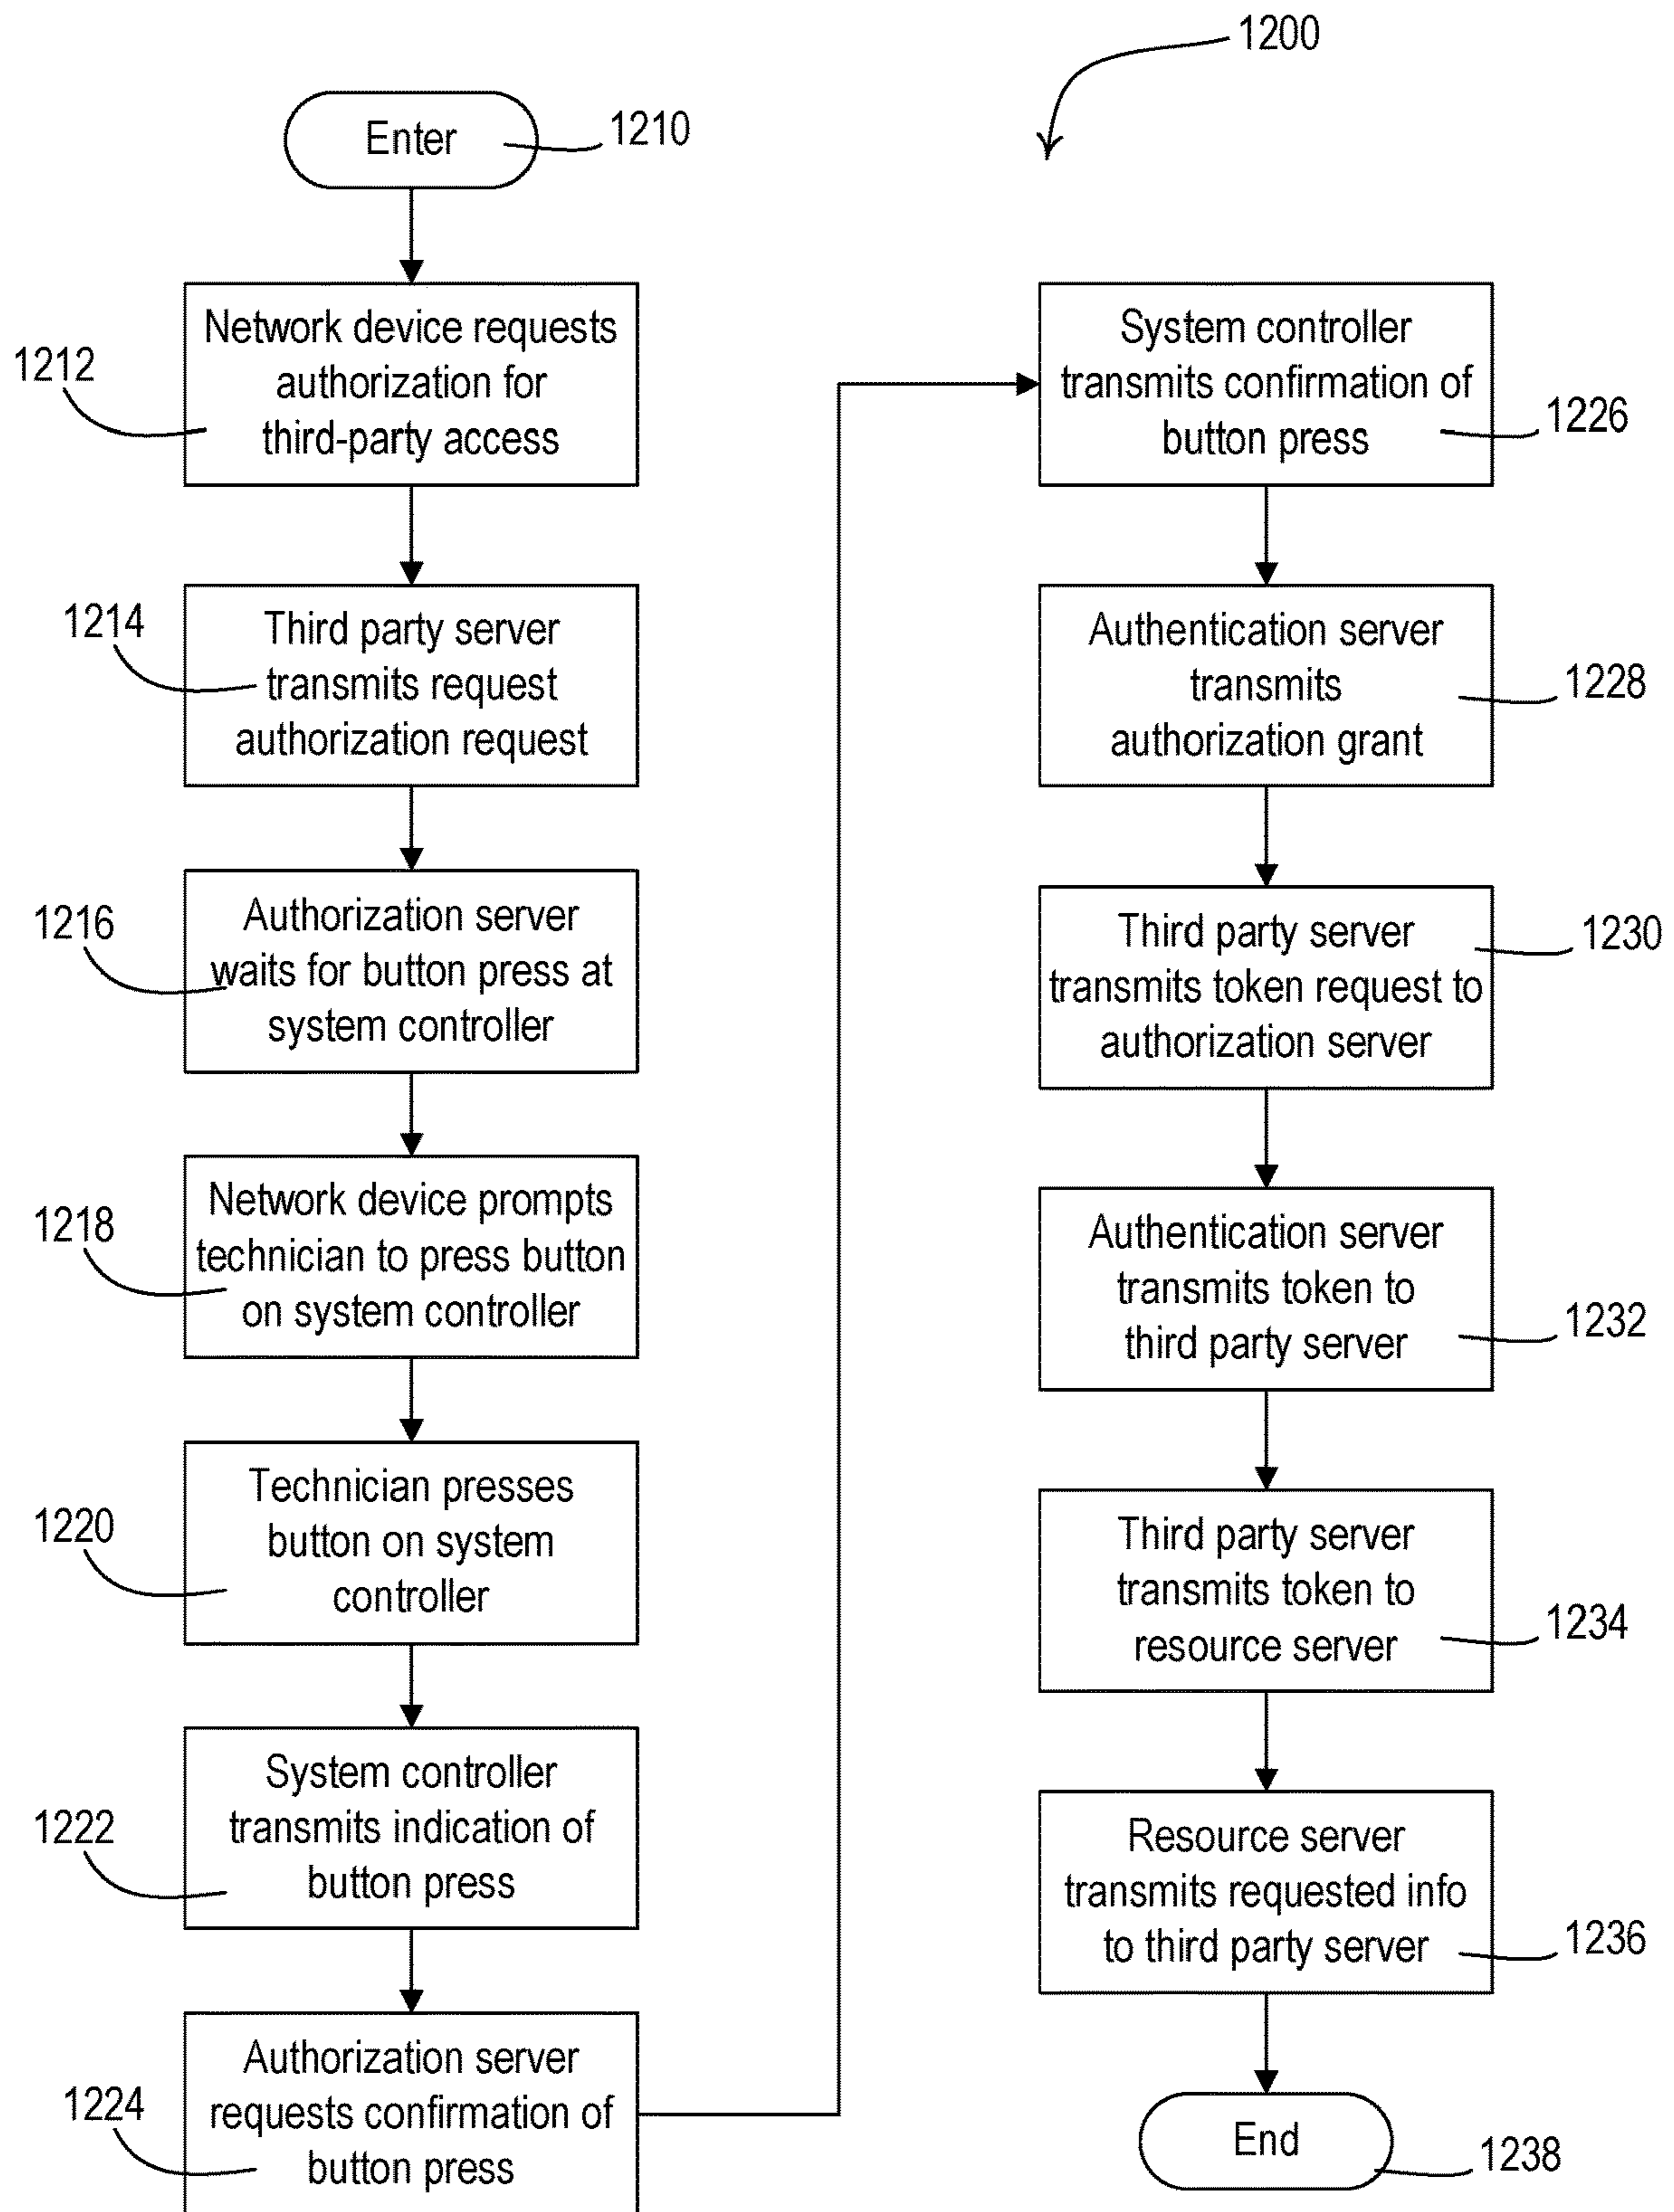 1200
Enter
1210
Network device requests
authorization for
third-party access
1212
Third party server
transmits request
authorization request
1214
Authorization server
waits for button press at
system controller
1216
Network device prompts
technician to press button
on system controller
1218
Technician presses
button on system
controller
1220
System controller
transmits indication of
button press
1222
Authorization server
requests confirmation of
button press
1224
System controller
transmits confirmation of
button press
1226
Authentication server
transmits
authorization grant
1228
Third party server
transmits token request to
authorization server
1230
Authentication server
transmits token to
third party server
1232
Third party server
transmits token to
resource server
1234
Resource server
transmits requested info
to third party server
1236
End
1238